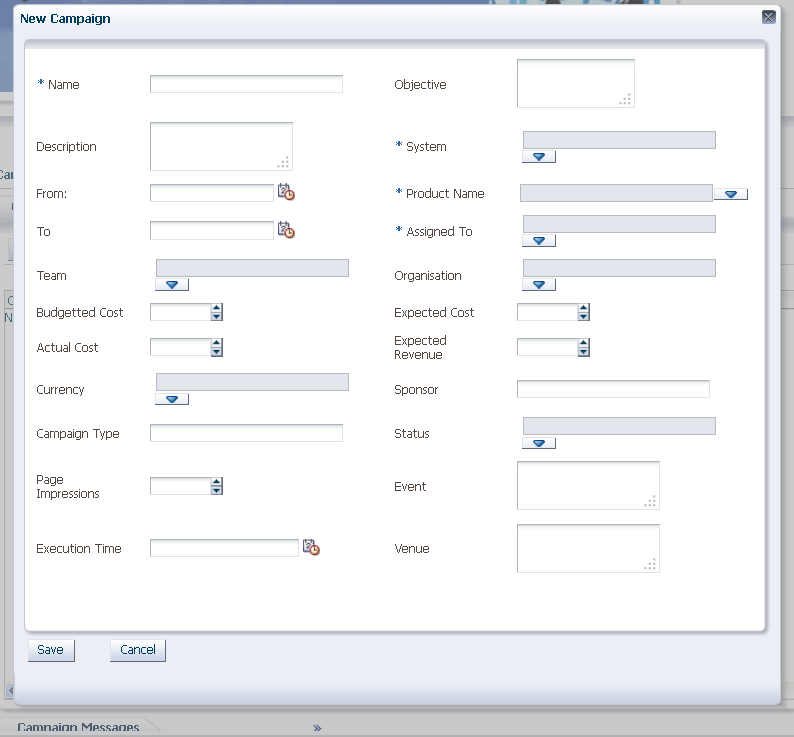 New Campaign
* Name
Objective
Description
* System
From:
* Product Name
To
* Assigned To
Team
Organisation
Budgetted Cost
Expected Cost
Actual Cost
Expected
Revenue
Currency
Sponsor
Campaign Type
Status
Page
Impressions
Event
Execution Time
Venue
Save
Cancel
Campaign Messages
»